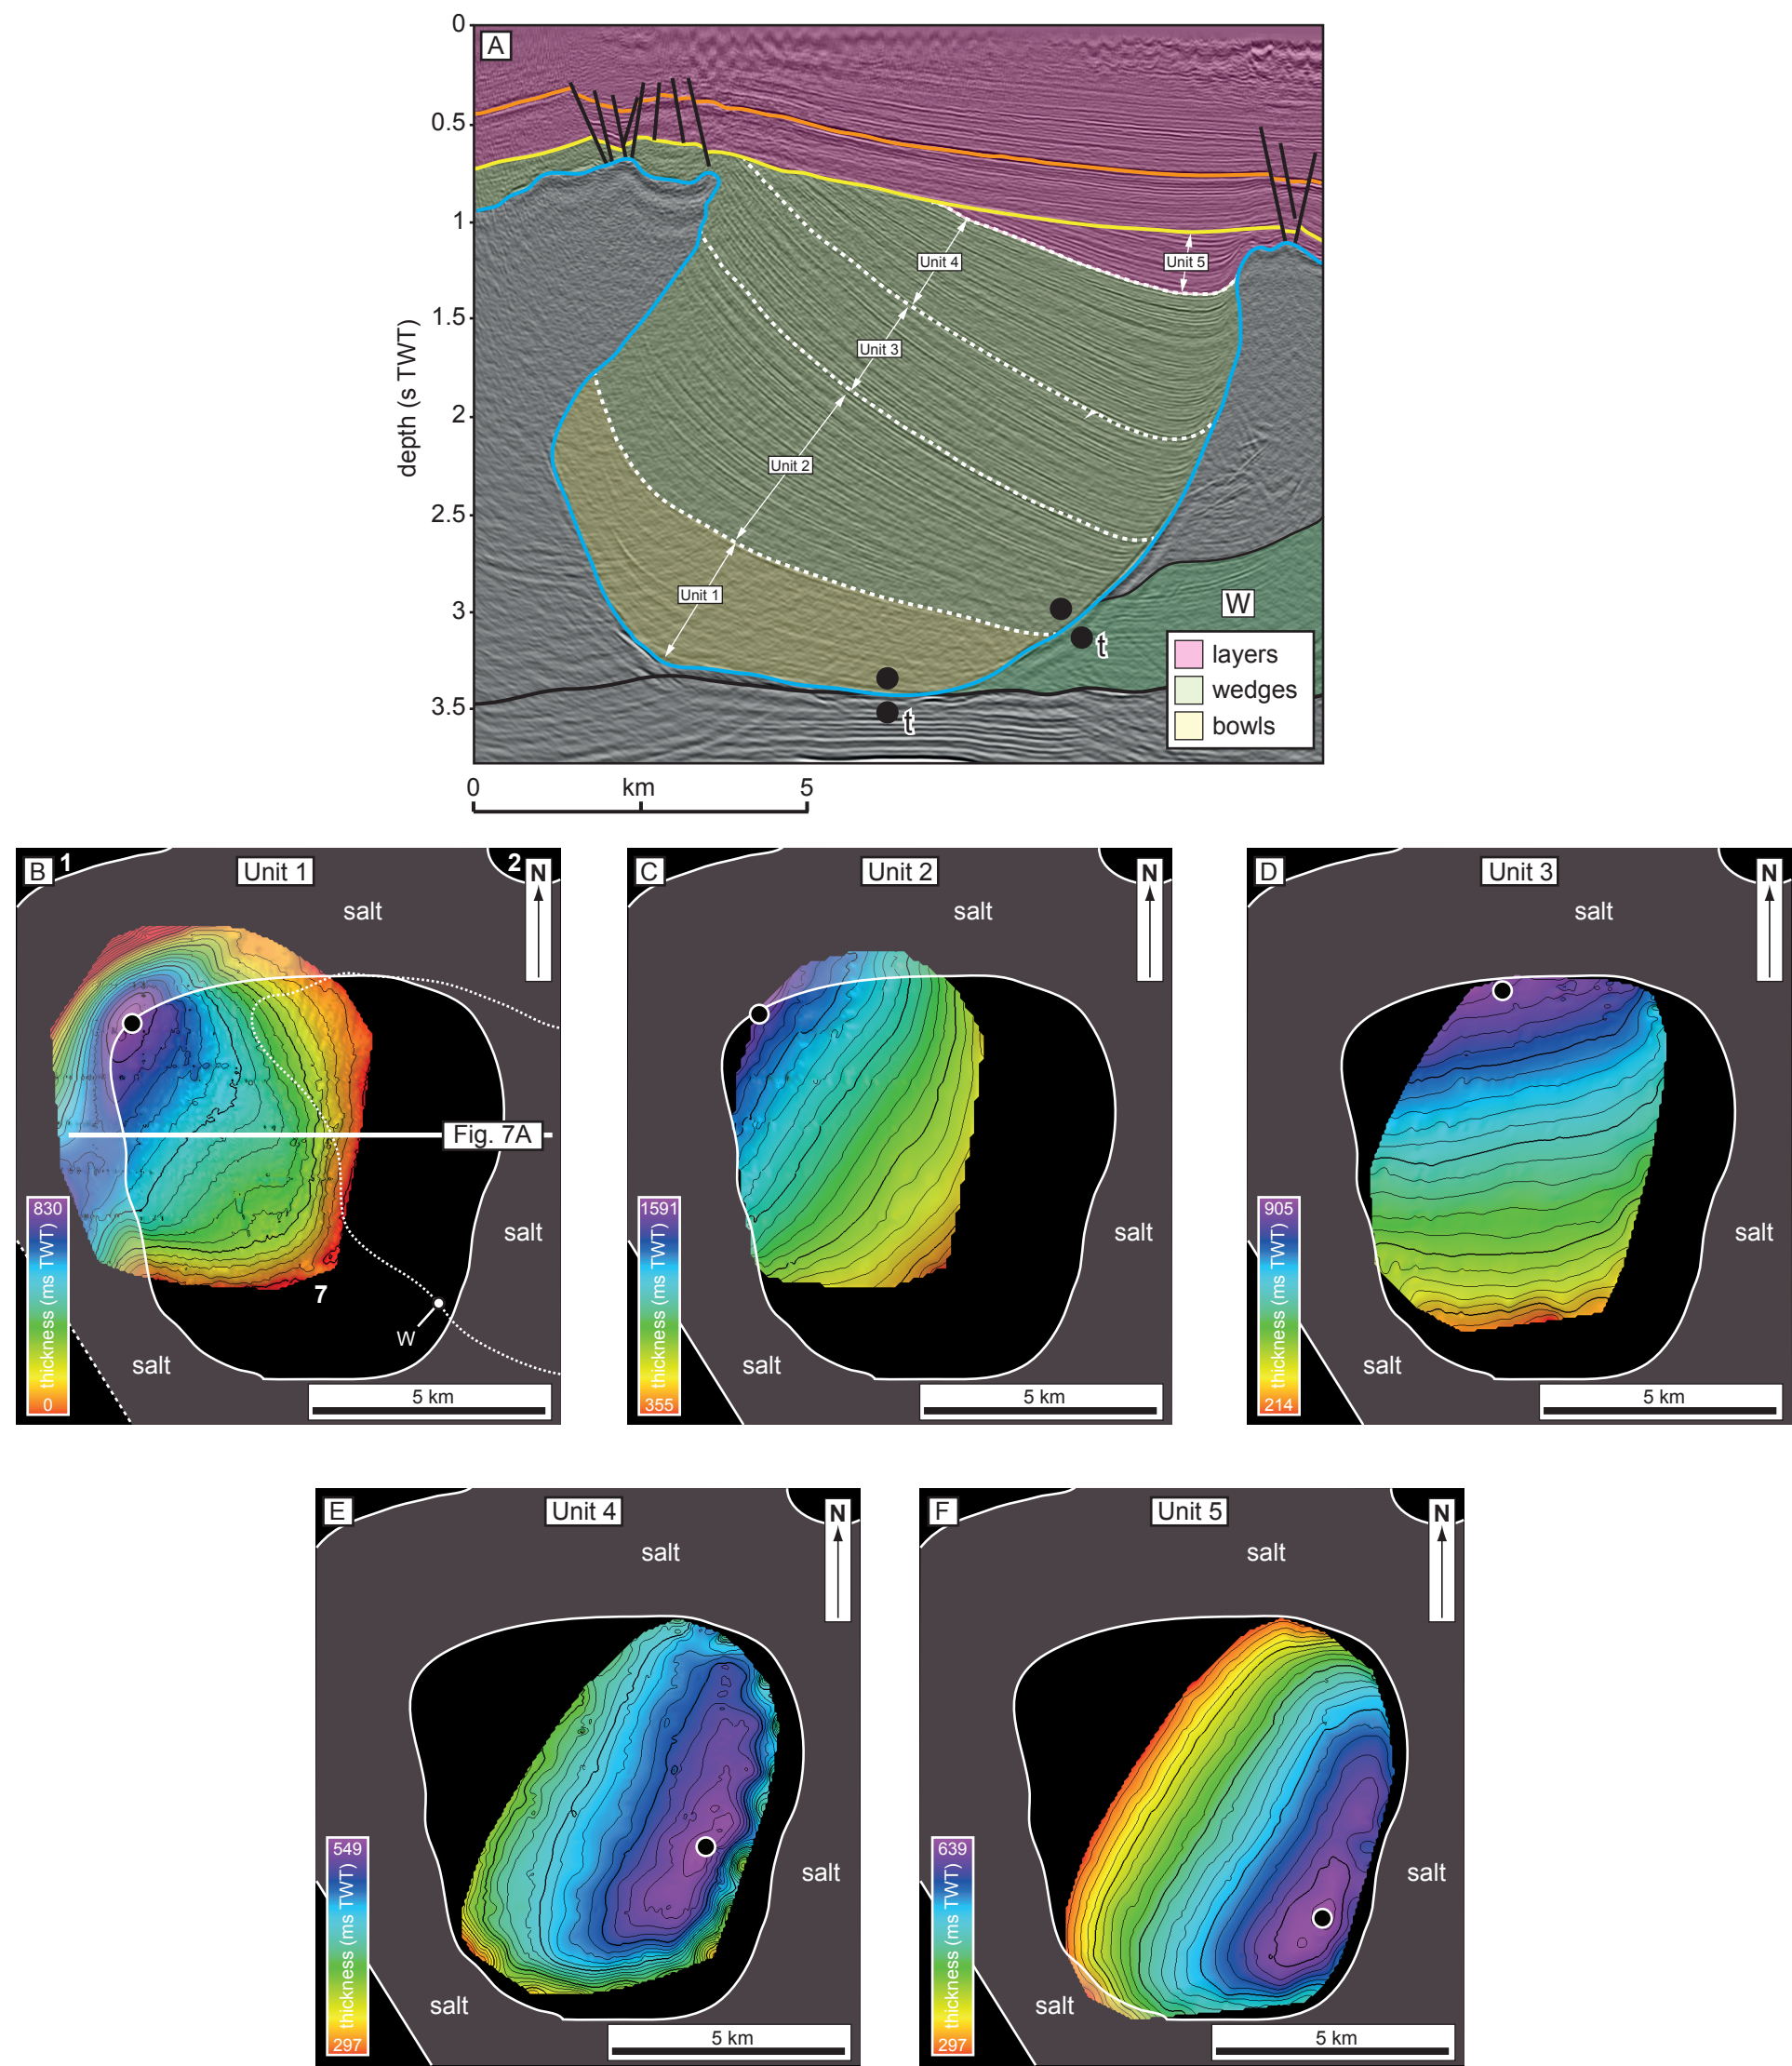 A
0
0.5
1
1.5
2
2.5
3
3.5
depth (s TWT)
Unit 4
Unit 5
Unit 3
Unit 2
Unit 1
W
t
t
layers
wedges
bowls
0 km 5
B 1 Unit 1 2
N
salt
Fig. 7A
830
thickness (ms TWT)
0
salt
7
W
salt
5 km
C Unit 2
N
salt
1591
thickness (ms TWT)
355
salt
salt
5 km
D Unit 3
N
salt
905
thickness (ms TWT)
214
salt
salt
5 km
E Unit 4
N
salt
549
thickness (ms TWT)
297
salt
salt
5 km
F Unit 5
N
salt
639
thickness (ms TWT)
297
salt
salt
5 km